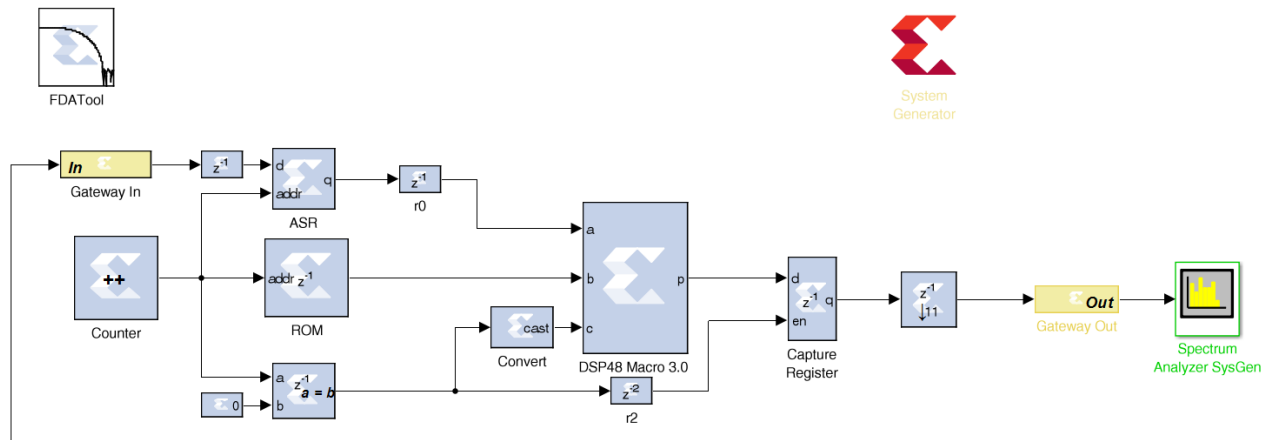 FDATool
System
Generator
In
Gateway In
z-1
d
addr
q
ASR
z-1
r0
++
Counter
addr z-1
ROM
a
b
z-1
a = b
0
cast
Convert
a
b
c
p
DSP48 Macro 3.0
z-2
r2
d
en
z-1
q
Capture
Register
z-1
↓11
Out
Gateway Out
Spectrum
Analyzer SysGen